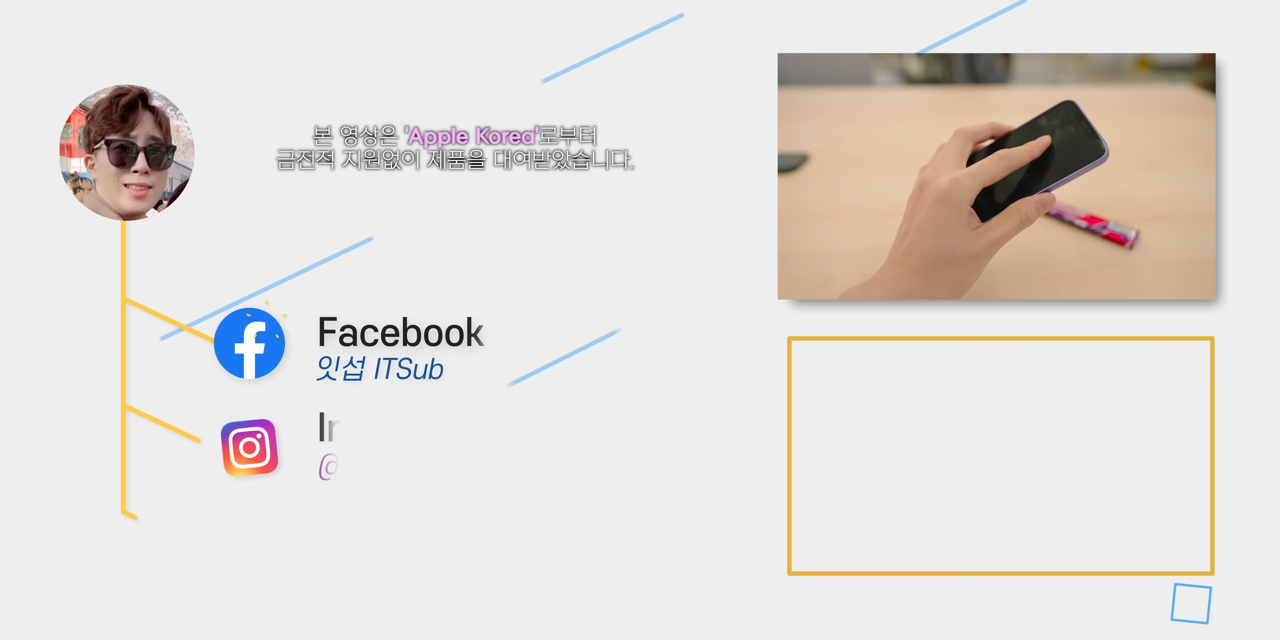 본 영상은 'Apple Korea'로부터
금전적 지원없이 제품을 대여받았습니다.
Facebook
잇섭 ITSub
In
@